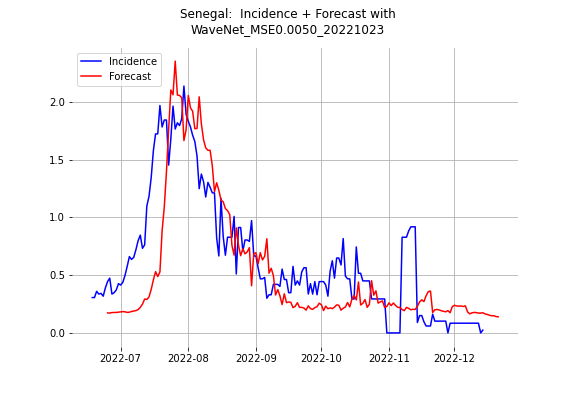 Senegal:  Incidence + Forecast with
WaveNet_MSE0.0050_20221023
Incidence
Forecast
2.0
1.5
1.0
0.5
0.0
2022-07
2022-08
2022-09
2022-10
2022-11
2022-12